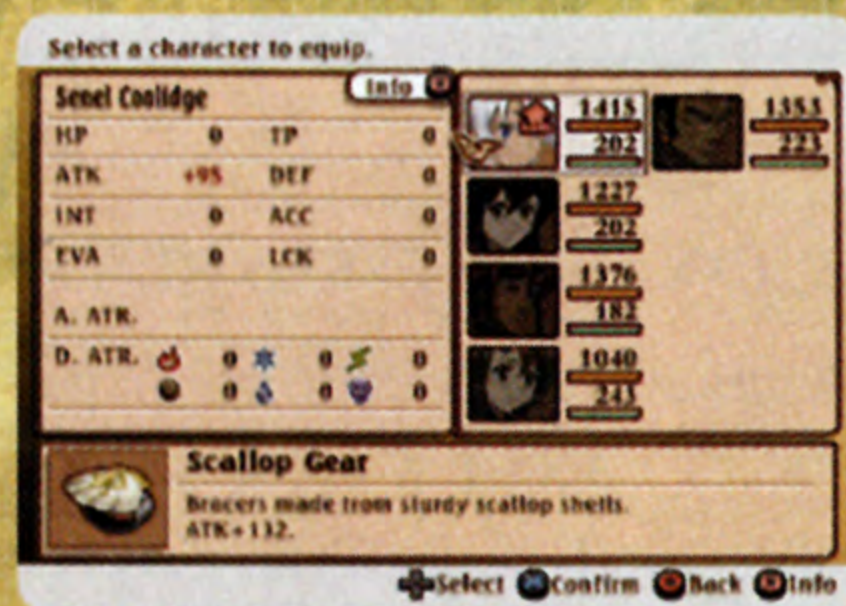 Select a character to equip.
Info
Senel Coolidge
HP 0 TP 0
ATK +95 DEF 0
INT 0 ACC 0
EVA 0 LCK 0
A. ATR.
D. ATR. 0 0 0
0 0 0
1415
202
1353
223
1227
202
1376
182
1040
243
Scallop Gear
Bracers made from sturdy scallop shells.
ATK+132.
Select Confirm Back Info